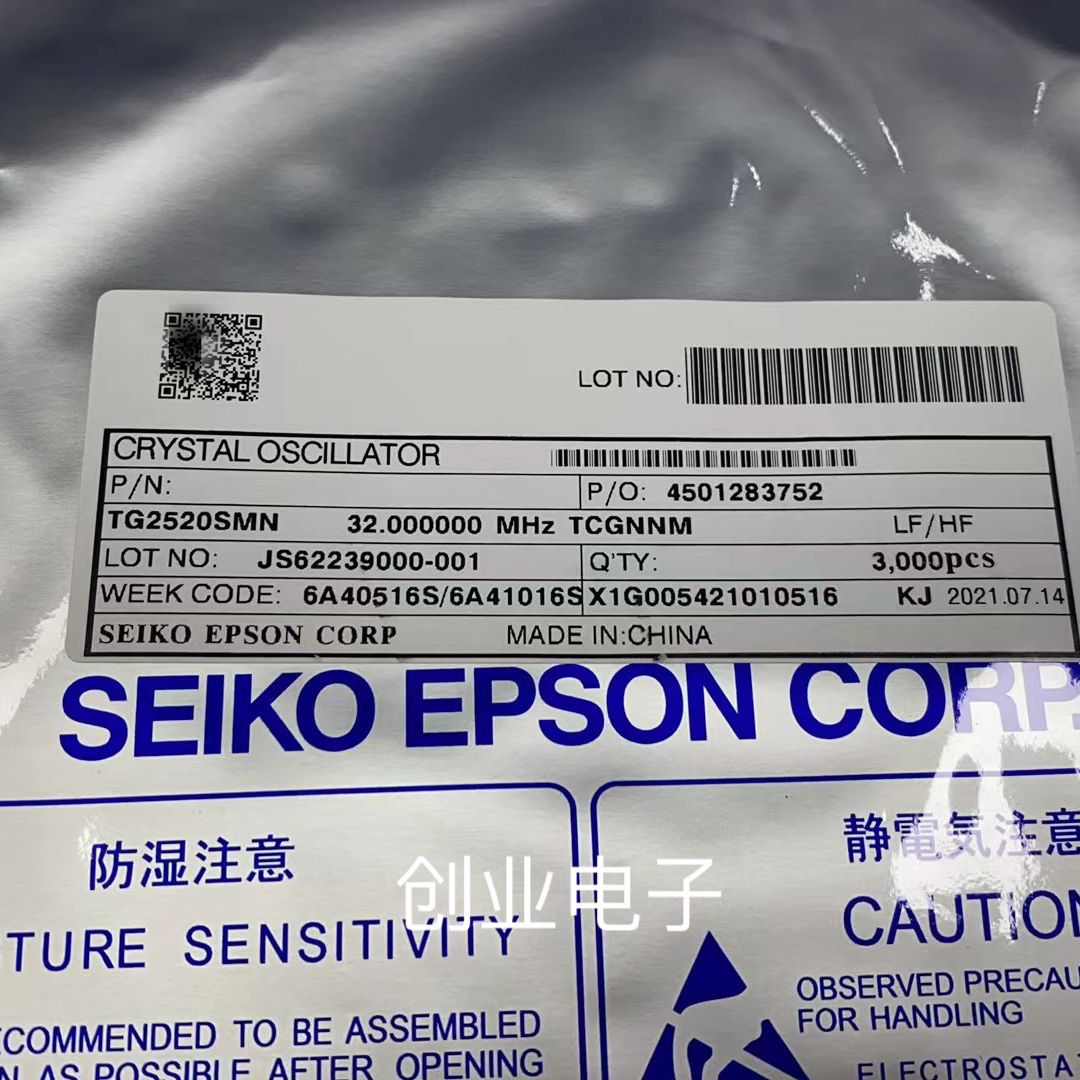 LOT NO:
CRYSTAL OSCILLATOR
P/N:
P/O: 4501283752
TG2520SMN 32.000000 MHz TCGNNM LF/HF
LOT NO: JS62239000-001 Q'TY: 3,000pcs
WEEK CODE: 6A40516S/6A41016S X1G005421010516 KJ 2021.07.14
SEIKO EPSON CORP MADE IN:CHINA
SEIKO EPSON CORP
防湿注意
TURE SENSITIVITY
COMMENDED TO BE ASSEMBLED
N AS POSSIBLE AFTER OPENING
静電気注意
CAUTION
OBSERVED PRECAU
FOR HANDLING
ELECTROSTA
创业电子